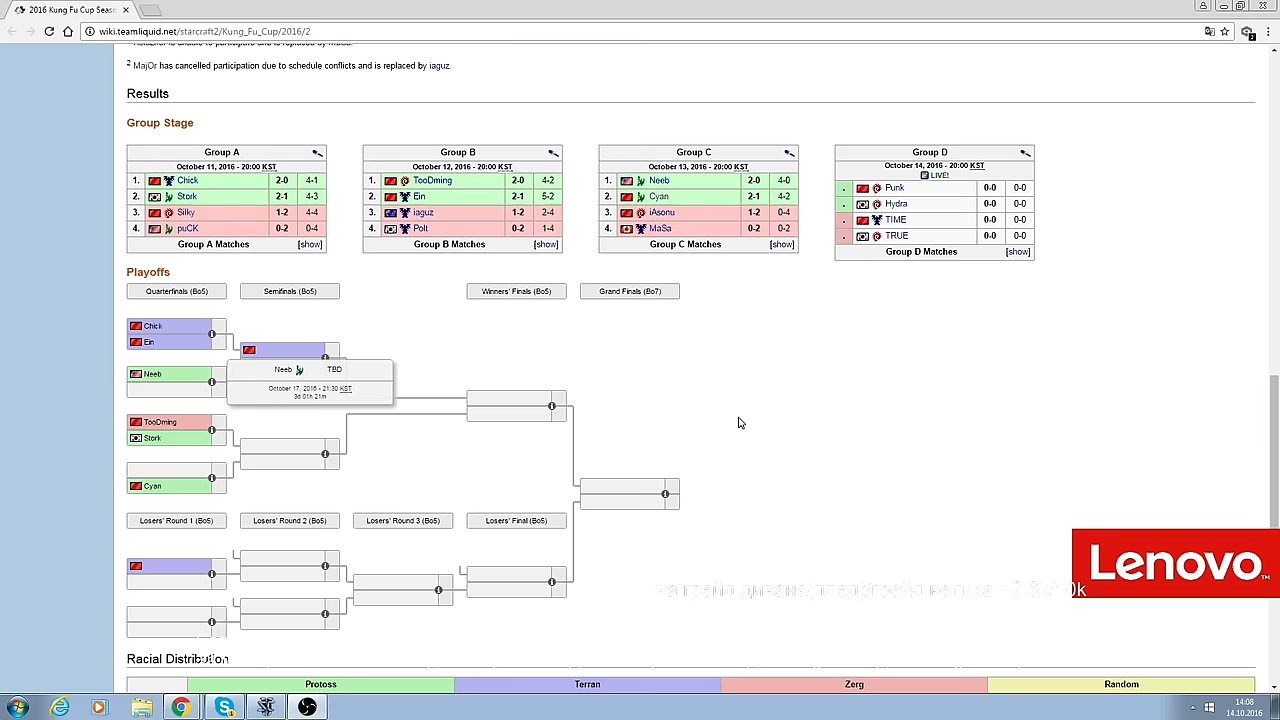 2016 Kung Fu Cup Seaso
wiki.teamliquid.net/starcraft2/Kung_Fu_Cup/2016/2
2 MajOr has cancelled participation due to schedule conflicts and is replaced by iaguz.
Results
Group Stage
Group A
October 11, 2016 - 20:00 KST
1. Chick 2-0 4-1
2. Stork 2-1 4-3
3. Silky 1-2 4-4
4. puCK 0-2 0-4
Group A Matches [show]
Group B
October 12, 2016 - 20:00 KST
1. TooDming 2-0 4-2
2. Ein 2-1 5-2
3. iaguz 1-2 2-4
4. Polt 0-2 1-4
Group B Matches [show]
Group C
October 13, 2016 - 20:00 KST
1. Neeb 2-0 4-0
2. Cyan 2-1 4-2
3. iAsonu 1-2 0-4
4. MaSa 0-2 0-2
Group C Matches [show]
Group D
October 14, 2016 - 20:00 KST
LIVE!
. Punk 0-0 0-0
. Hydra 0-0 0-0
. TIME 0-0 0-0
. TRUE 0-0 0-0
Group D Matches [show]
Playoffs
Quarterfinals (Bo5) Semifinals (Bo5) Winners' Finals (Bo5) Grand Finals (Bo7)
Chick
Ein
Neeb
Neeb TBD
October 17, 2016 - 21:30 KST
3d 01h 21m
TooDming
Stork
Cyan
Losers' Round 1 (Bo5) Losers' Round 2 (Bo5) Losers' Round 3 (Bo5) Losers' Final (Bo5)
Lenovo TM
Racial Distribution
Protoss Terran Zerg Random
14:08
14.10.2016